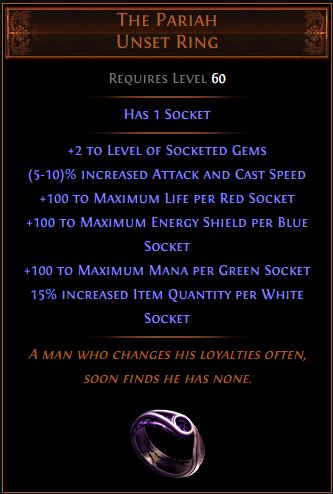 The Pariah
Unset Ring
Requires Level 60
Has 1 Socket
+2 to Level of Socketed Gems
(5-10)% increased Attack and Cast Speed
+100 to Maximum Life per Red Socket
+100 to Maximum Energy Shield per Blue
Socket
+100 to Maximum Mana per Green Socket
15% increased Item Quantity per White
Socket
A man who changes his loyalties often,
soon finds he has none.